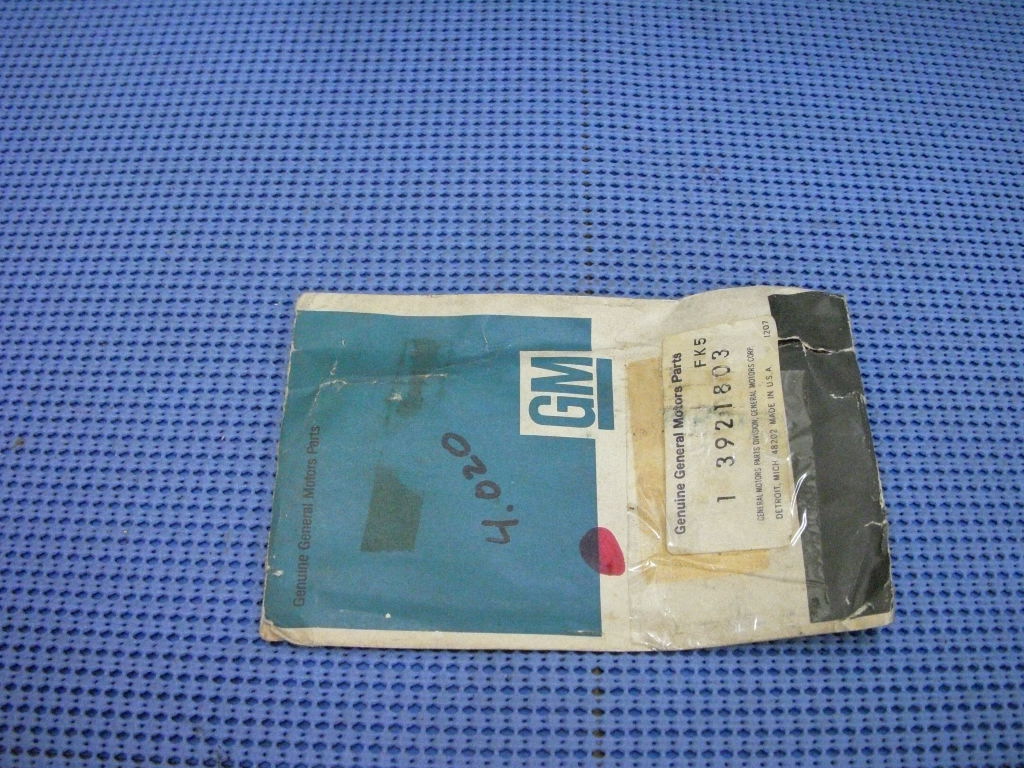 Genuine General Motors Parts
4.020
GM
Genuine General Motors Parts
FK5
1 3921803
GENERAL MOTORS PARTS DIVISION, GENERAL MOTORS CORP.
DETROIT, MICH 48202 MADE IN U.S.A. 1207